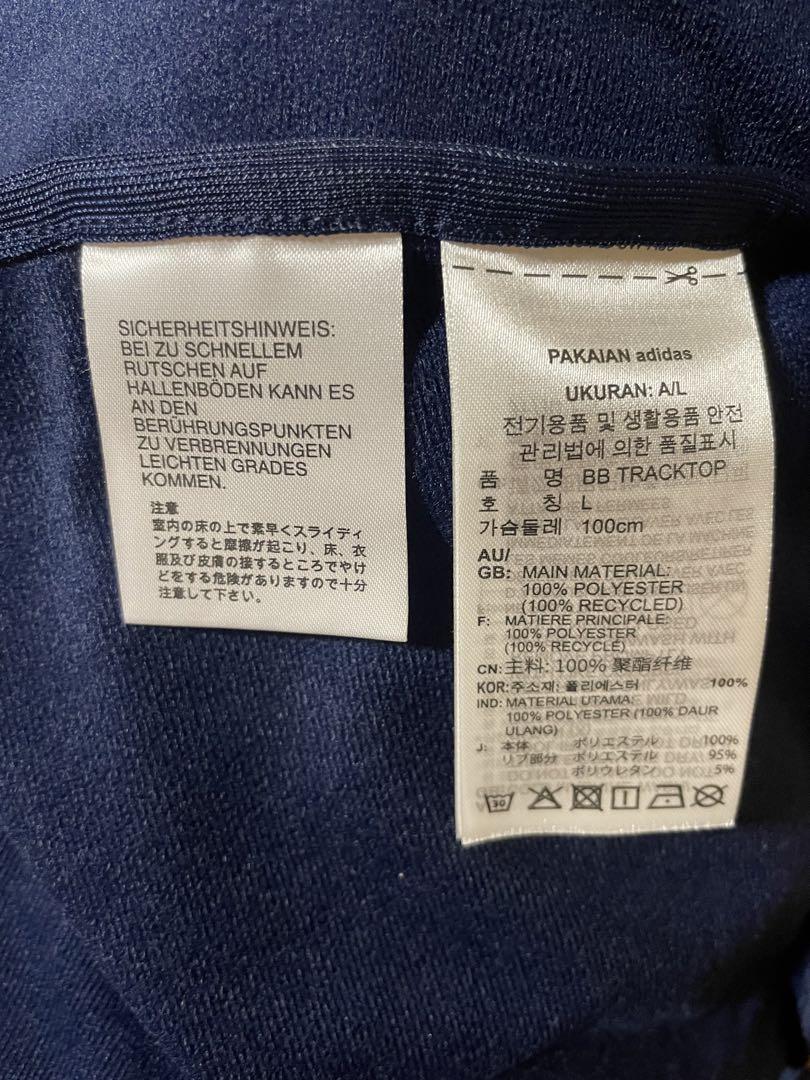 SICHERHEITSHINWEIS:
BEI ZU SCHNELLEM
RUTSCHEN AUF
HALLENBÖDEN KANN ES
AN DEN
BERÜHRUNGSPUNKTEN
ZU VERBRENNUNGEN
LEICHTEN GRADES
KOMMEN.
注意
室内の床の上で素早くスライディ
ングすると摩擦が起こり、床、衣
服及び皮膚の接するところでやけ
どをする危険がありますので十分
注意して下さい。
PAKAIAN adidas
UKURAN: A/L
전기용품 및 생활용품 안전
관리법에 의한 품질표시
품 명 BB TRACKTOP
호 칭 L
가슴둘레 100cm
AU/
GB: MAIN MATERIAL:
100% POLYESTER
(100% RECYCLED)
F: MATIERE PRINCIPALE:
100% POLYESTER
(100% RECYCLÉ)
CN: 主料: 100% 聚酯纤维
KOR: 주소재: 폴리에스터 100%
IND: MATERIAL UTAMA:
100% POLYESTER (100% DAUR
ULANG)
J: 本体 ポリエステル 100%
リブ部分 ポリエステル 95%
ポリウレタン 5%
30